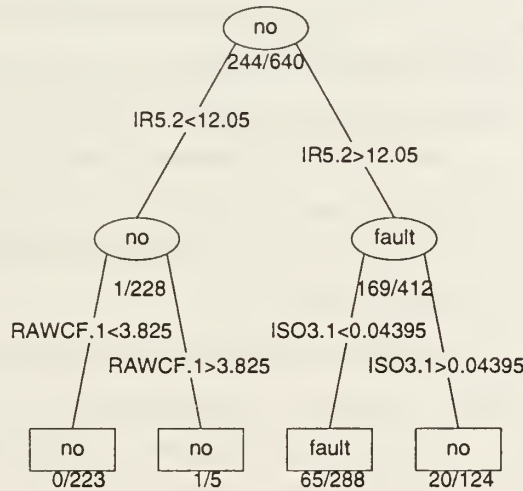 no
244/640
IR5.2<12.05
IR5.2>12.05
no
fault
1/228
169/412
RAWCF.1<3.825
ISO3.1<0.04395
RAWCF.1>3.825
ISO3.1>0.04395
no
no
fault
no
0/223
1/5
65/288
20/124